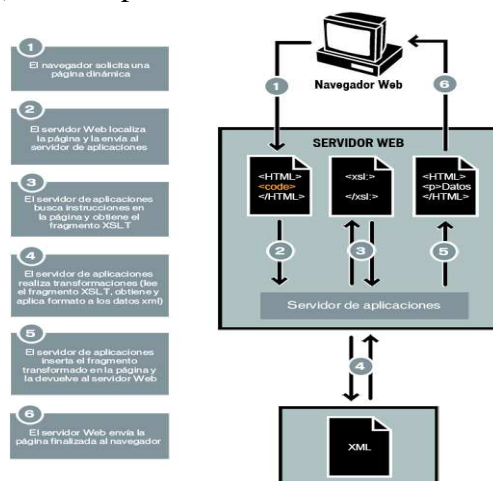 1
El navegador solicita una
página dinámica
2
El servidor Web localiza
la página y la envía al
servidor de aplicaciones
3
El servidor de aplicaciones
busca instrucciones en
la página y obtiene el
fragmento XSLT
4
El servidor de aplicaciones
realiza transformaciones (lee
el fragmento XSLT, obtiene y
aplica formato a los datos xml)
5
El servidor de aplicaciones
inserta el fragmento
transformado en la página y
la devuelve al servidor Web
6
El servidor Web envía la
página finalizada al navegador
Navegador Web
1
6
SERVIDOR WEB
<HTML>
<code>
</HTML>
<xsl:>
</xsl:>
<HTML>
<p>Datos
</HTML>
2
3
5
Servidor de aplicaciones
4
XML